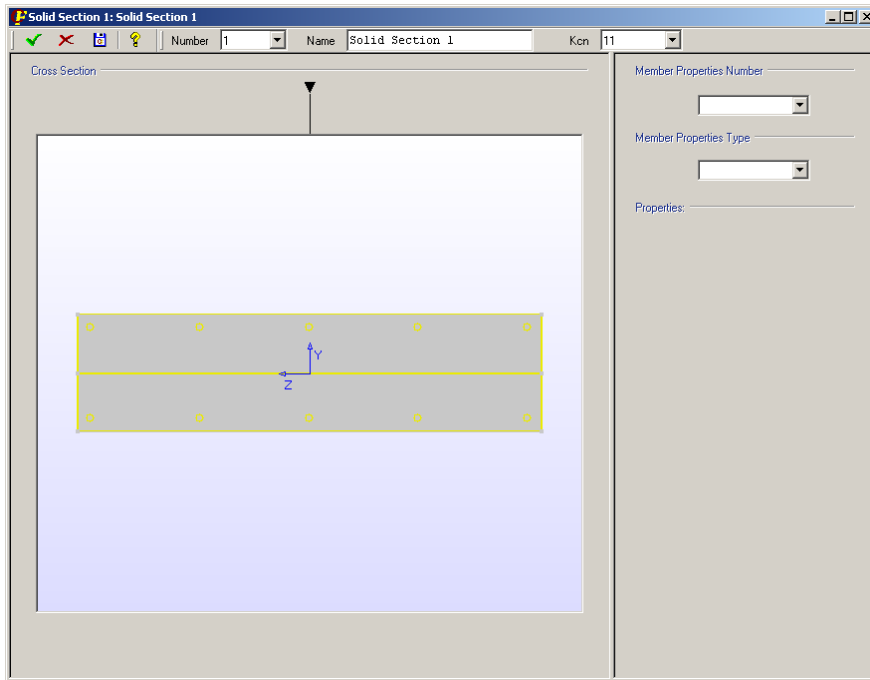 Solid Section 1: Solid Section 1
Number 1 Name Solid Section 1 Kcn 11
Cross Section
Member Properties Number
Member Properties Type
Properties:
Y
Z